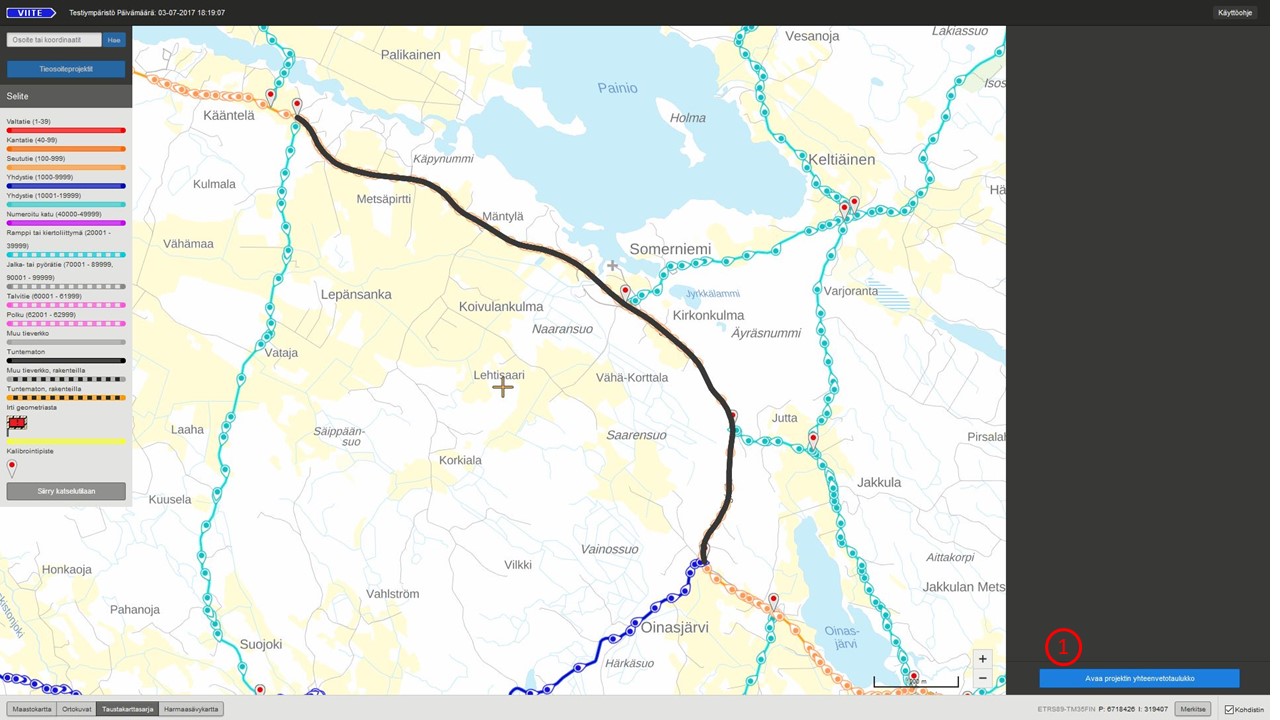 VIITE
Testiympäristö Päivämäärä: 03-07-2017 18:19:07
Käyttöohje
Osoite tai koordinaatit
Hae
Tieosoiteprojektit
Selite
Valtatie (1-39)
Kantatie (40-99)
Seututie (100-999)
Yhdystie (1000-9999)
Yhdystie (10001-19999)
Numeroitu katu (40000-49999)
Ramppi tai kiertoliittymä (20001 -
39999)
Jalka- tai pyörätie (70001 - 89999,
90001 - 99999)
Talvitie (60001 - 61999)
Polku (62001 - 62999)
Muu tieverkko
Tuntematon
Muu tieverkko, rakenteilla
Tuntematon, rakenteilla
Irti geometriasta
Kalibrointipiste
Siirry katselutilaan
Palikainen
Vesanoja
Lakiassuo
Painio
Isos
Kääntelä
Holma
Käpynummi
Keltiäinen
Kulmala
Metsäpirtti
Hä
Mäntylä
Vähämaa
Somerniemi
Lepänsanka
Koivulankulma
Jyrkkälammi
Varjoranta
Kirkonkulma
Naaransuo
Äyräsnummi
Vataja
Lehtisaari
Vähä-Korttala
Jutta
Laaha
Säippään-
suo
Saarensuo
Pirsalal
Korkiala
Jakkula
Kuusela
Vainossuo
Aittakorpi
Honkaoja
Vilkki
Jakkulan Mets
Vahlström
Pahanoja
Oinasjärvi
Oinas-
järvi
Suojoki
Härkäsuo
1
+
−
Avaa projektin yhteenvetotaulukko
Maastokartta
Ortokuvat
Taustakarttasarja
Harmaasävykartta
ETRS89-TM35FIN P: 6718426 I: 319407
Merkitse
Kohdistin